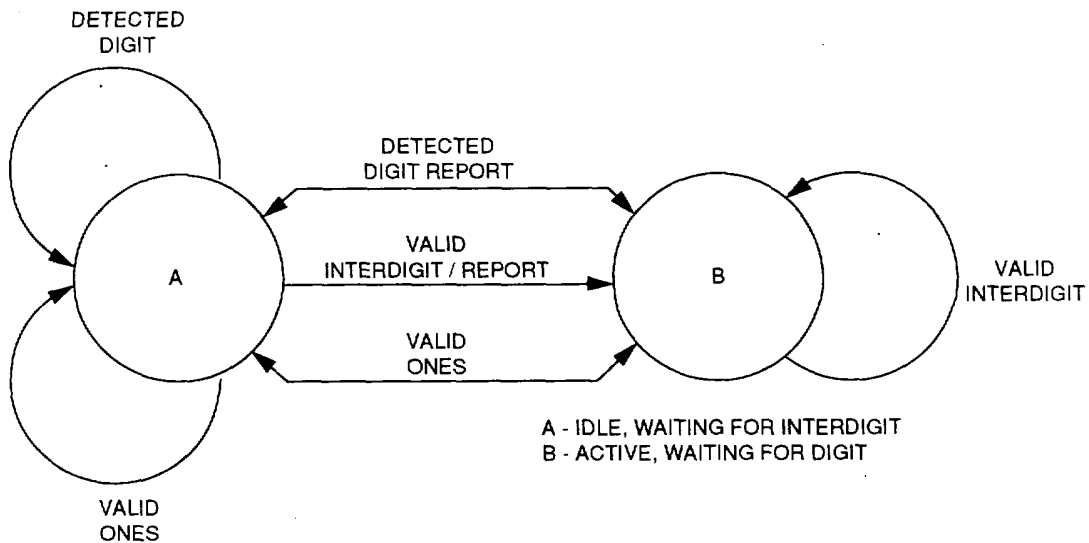 DETECTED
DIGIT
DETECTED
DIGIT REPORT
VALID
INTERDIGIT / REPORT
A
B
VALID
INTERDIGIT
VALID
ONES
A - IDLE, WAITING FOR INTERDIGIT
B - ACTIVE, WAITING FOR DIGIT
VALID
ONES